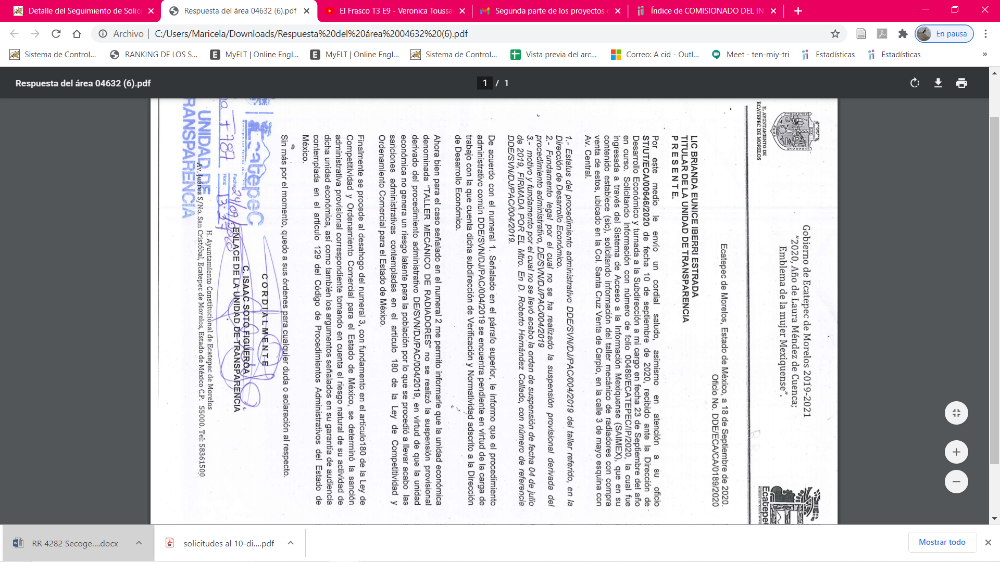 Detalle del Seguimiento de Solici
Respuesta del área 04632 (6).pdf
El Frasco T3 E9 - Veronica Toussa
Segunda parte de los proyectos
Índice de COMISIONADO DEL IN
Archivo | C:/Users/Maricela/Downloads/Respuesta%20del%20área%2004632%20(6).pdf
En pausa
Sistema de Control...
RANKING DE LOS S...
MyELT | Online Engl...
MyELT | Online Engl...
Sistema de Control...
Vista previa del arc...
Correo: A cid - Outl...
Meet - ten-rniy-tri
Estadísticas
Estadísticas
»
Respuesta del área 04632 (6).pdf
1 / 1
H. AYUNTAMIENTO DE
ECATEPEC DE MORELOS
Gobierno de Ecatepec de Morelos 2019-2021
"2020, Año de Laura Méndez de Cuenca;
Emblema de la mujer Mexiquense".
Ecatepec
Ecatepec de Morelos, Estado de México, a 18 de Septiembre de 2020.
Oficio No. DDE/ECA/CA/0189/2020
LIC BRIANDA EUNICE IBERRI ESTRADA
TITULAR DE LA UNIDAD DE TRANSPARENCIA
P R E S E N T E.
Por este medio le envío un cordial saludo, asimismo en atención a su oficio
ST/UT/ECA/00646/2020 de fecha 10 de septiembre de 2020, recibido ante la Dirección de
Desarrollo Económico y turnada a la Subdirección a mi cargo en fecha 23 de Septiembre del año
en curso. Solicitando información con número de folio 00489/ECATEPEC/IP/2020, la cual fue
ingresada a través del Sistema de Acceso a la Información Mexiquense (SAIMEX), que en su
contenido establece (sic), solicitando información del taller mecánico de radiadores con compra
venta de estos, ubicado en la Col. Santa Cruz Venta de Carpio, en la calle 3 de mayo esquina con
Av. Central.
1.- Estatus del procedimiento administrativo DDE/SVN/DJ/PAC/004/2019 del taller referido, en la
Dirección de Desarrollo Económico.
2.- Fundamento legal por el cual no se ha realizado la suspensión provisional derivada del
procedimiento administrativo, DE/SVN/DJ/PAC/004/2019
3.- motivo y fundamento por el cual no se llevó acabo la orden de suspensión de fecha 04 de julio
de 2019, FIRMADA POR EL Mtro. En D. Roberto Hernández Collado, con número de referencia
DDE/SVN/DJ/PAC/004/2019.
De acuerdo con el numeral 1. Señalado en el párrafo superior, le informo que el procedimiento
administrativo común DDE/SVN/DJ/PAC/004/2019 se encuentra pendiente en virtud de la carga de
trabajo con la que cuenta dicha subdirección de Verificación y Normatividad adscrito a la Dirección
de Desarrollo Económico.
Ahora bien para el caso señalado en el numeral 2 me permito informarle que la unidad económica
denominada "TALLER MECÁNICO DE RADIADORES" no se realizó la suspensión provisional
derivado del procedimiento administrativo DE/SVN/DJ/PAC/004/2019, en virtud de que la unidad
económica no genera un riesgo latente para la población por lo que se procedió a llevar acabo las
sanciones administrativas contempladas en el artículo 180 de la Ley de Competitividad y
Ordenamiento Comercial para el Estado de México.
Finalmente se procede al desahogo del numeral 3, con fundamento en el artículo180 de la Ley de
Competitividad y Ordenamiento Comercial para el Estado de México, se determinó la sanción
administrativa provisional correspondiente tomando en cuenta el riesgo natural de su actividad de
dicha unidad económica, así como también los argumentos señalados en su garantía de audiencia
contemplada en el artículo 129 del Código de Procedimientos Administrativos del Estado de
México.
Sin más por el momento, quedo a sus órdenes para cualquier duda o aclaración al respecto.
C O R D I A L M E N T E
C. ISAAC SOTO FIGUEROA
ENLACE DE LA UNIDAD DE TRANSPARENCIA
EcatepeC
Fecha: 24/09/2020
Hora: 13:27
UNIDAD DE
TRANSPARENCIA
H. Ayuntamiento Constitucional de Ecatepec de Morelos
Av. Juárez S/No. San Cristóbal, Ecatepec de Morelos, Estado de México C.P. 55000. Tel: 58361500
RR 4282 Secoge....docx
solicitudes al 10-di....pdf
Mostrar todo